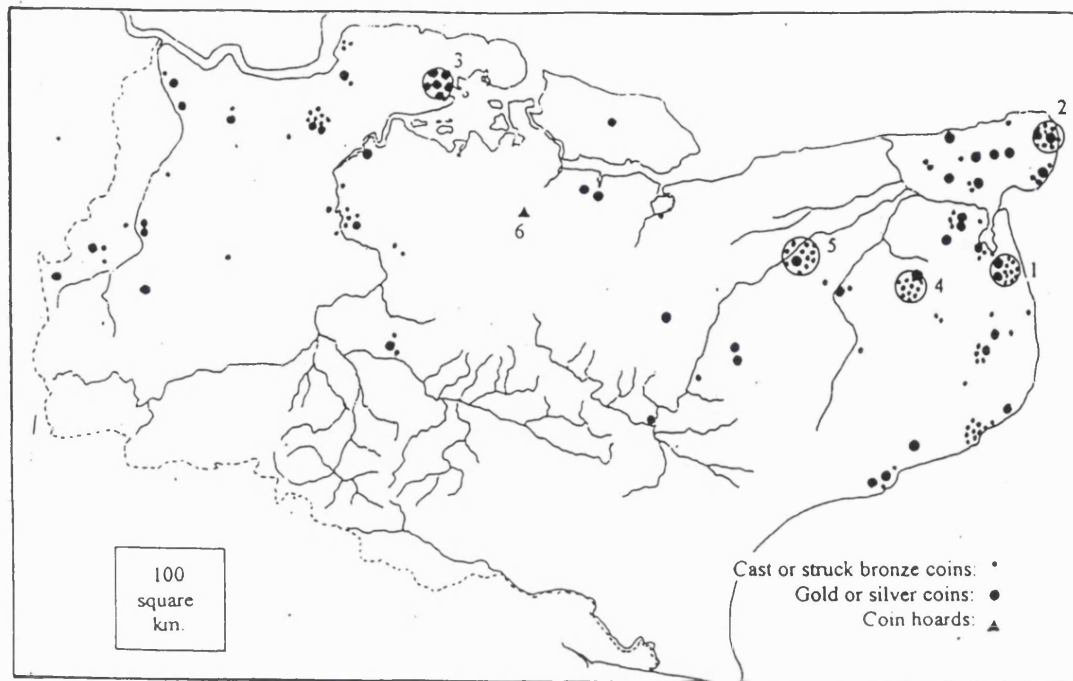 3
2
6
5
4
1
100
square
km.
Cast or struck bronze coins:
Gold or silver coins:
Coin hoards: